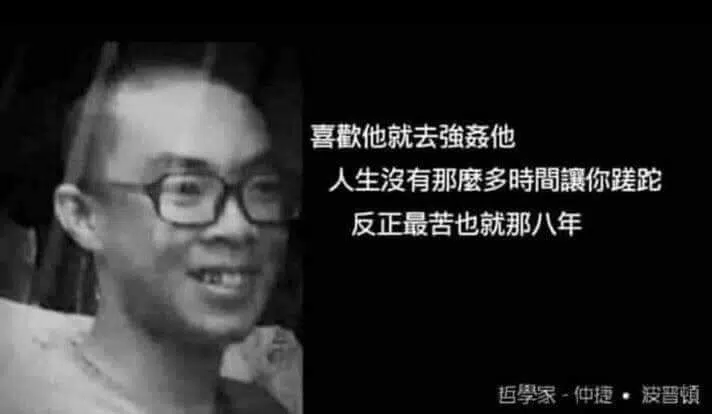 喜歡他就去強姦他
人生沒有那麼多時間讓你蹉跎
反正最苦也就那八年
哲學家 - 仲捷 • 波普頓